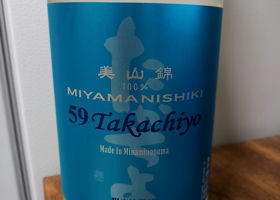 美山錦
100%
MIYAMANISHIKI
59 Takachiyo
Made In Minamiuonuma